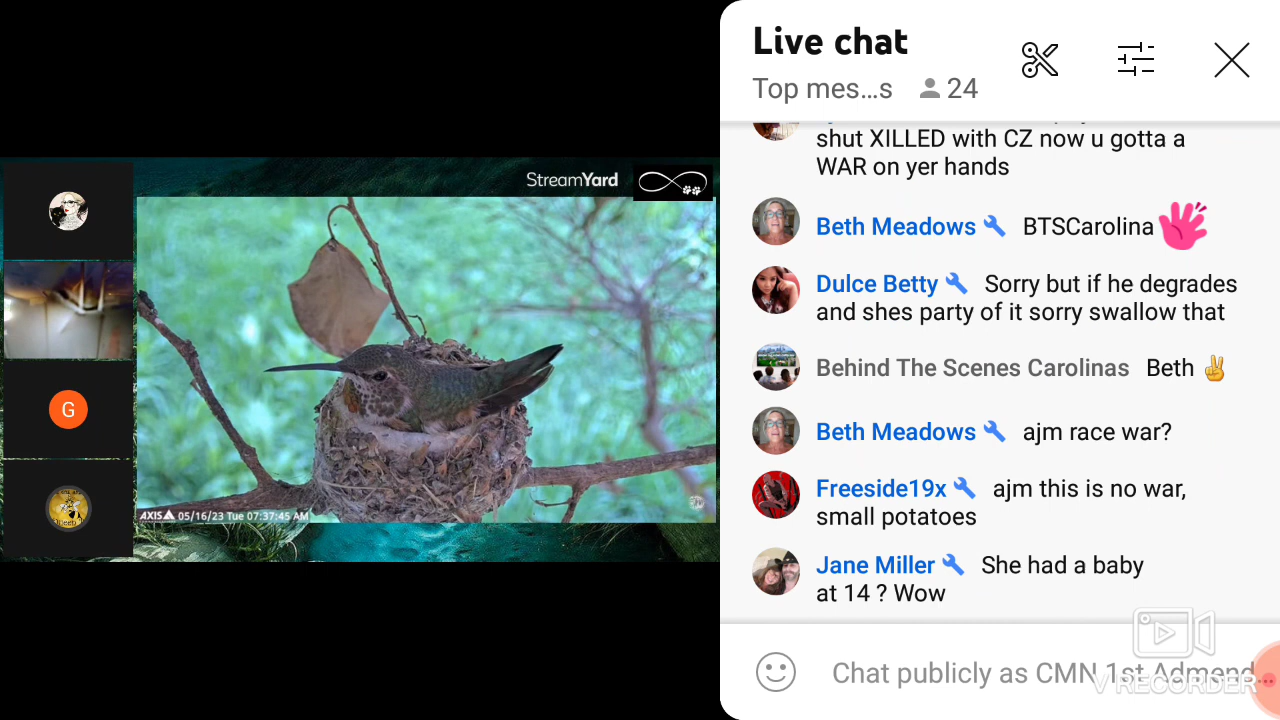 StreamYard
G
AXIS 05/16/23 Tue 07:37:45 AM
Live chat
Top mes...s 24
shut XILLED with CZ now u gotta a
WAR on yer hands
Beth Meadows BTSCarolina
Dulce Betty Sorry but if he degrades
and shes party of it sorry swallow that
Behind The Scenes Carolinas Beth ✌️
Beth Meadows ajm race war?
Freeside19x ajm this is no war,
small potatoes
Jane Miller She had a baby
at 14 ? Wow
Chat publicly as CMN 1st Admend...
V RECORDER